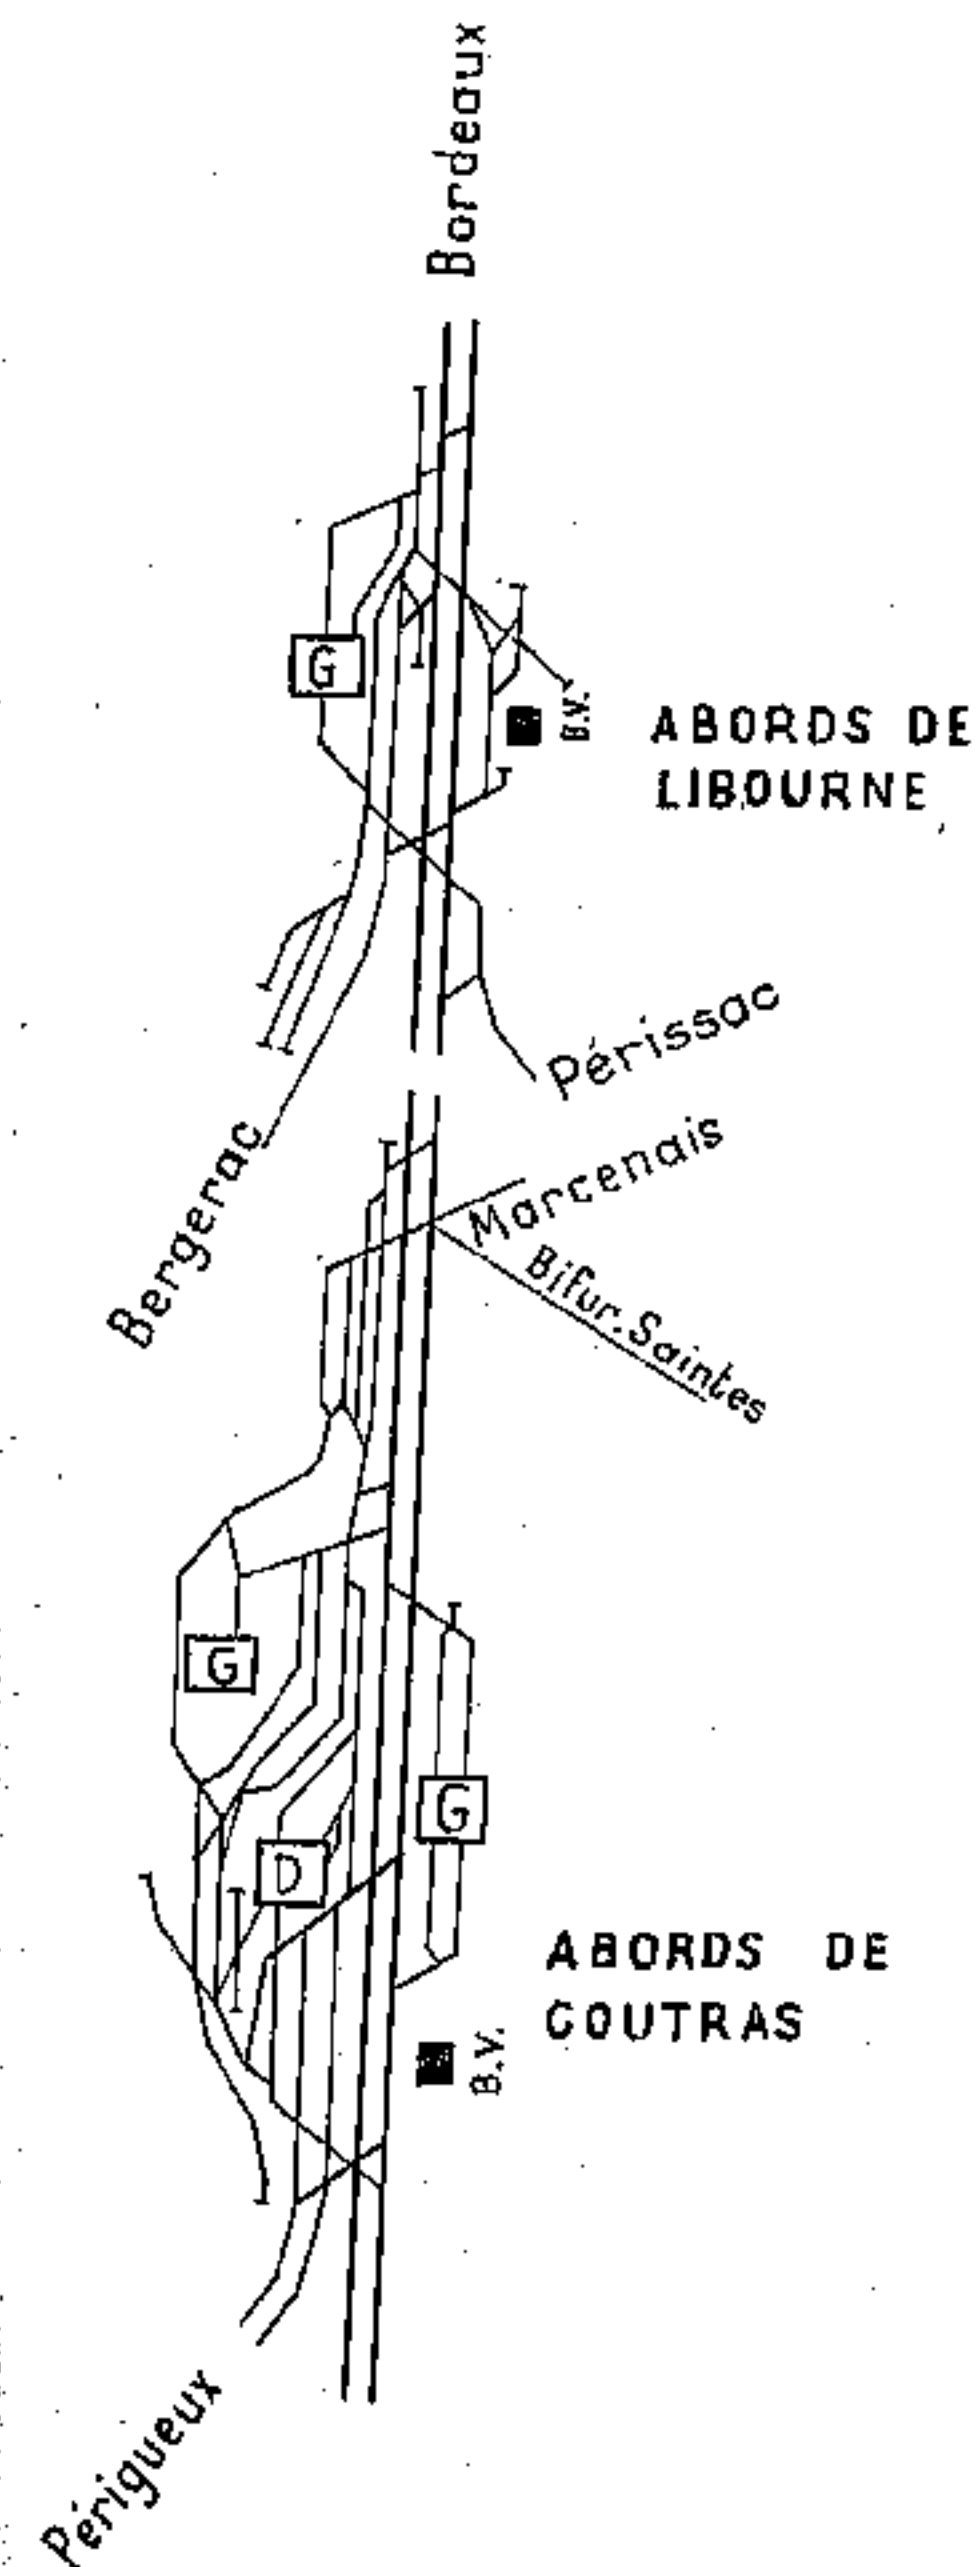 Bordeaux
G
B.V.
ABORDS DE
LIBOURNE
Périssac
Bergerac
Marcenais
Bifur. Saintes
G
G
D
ABORDS DE
COUTRAS
B.V.
Périgueux